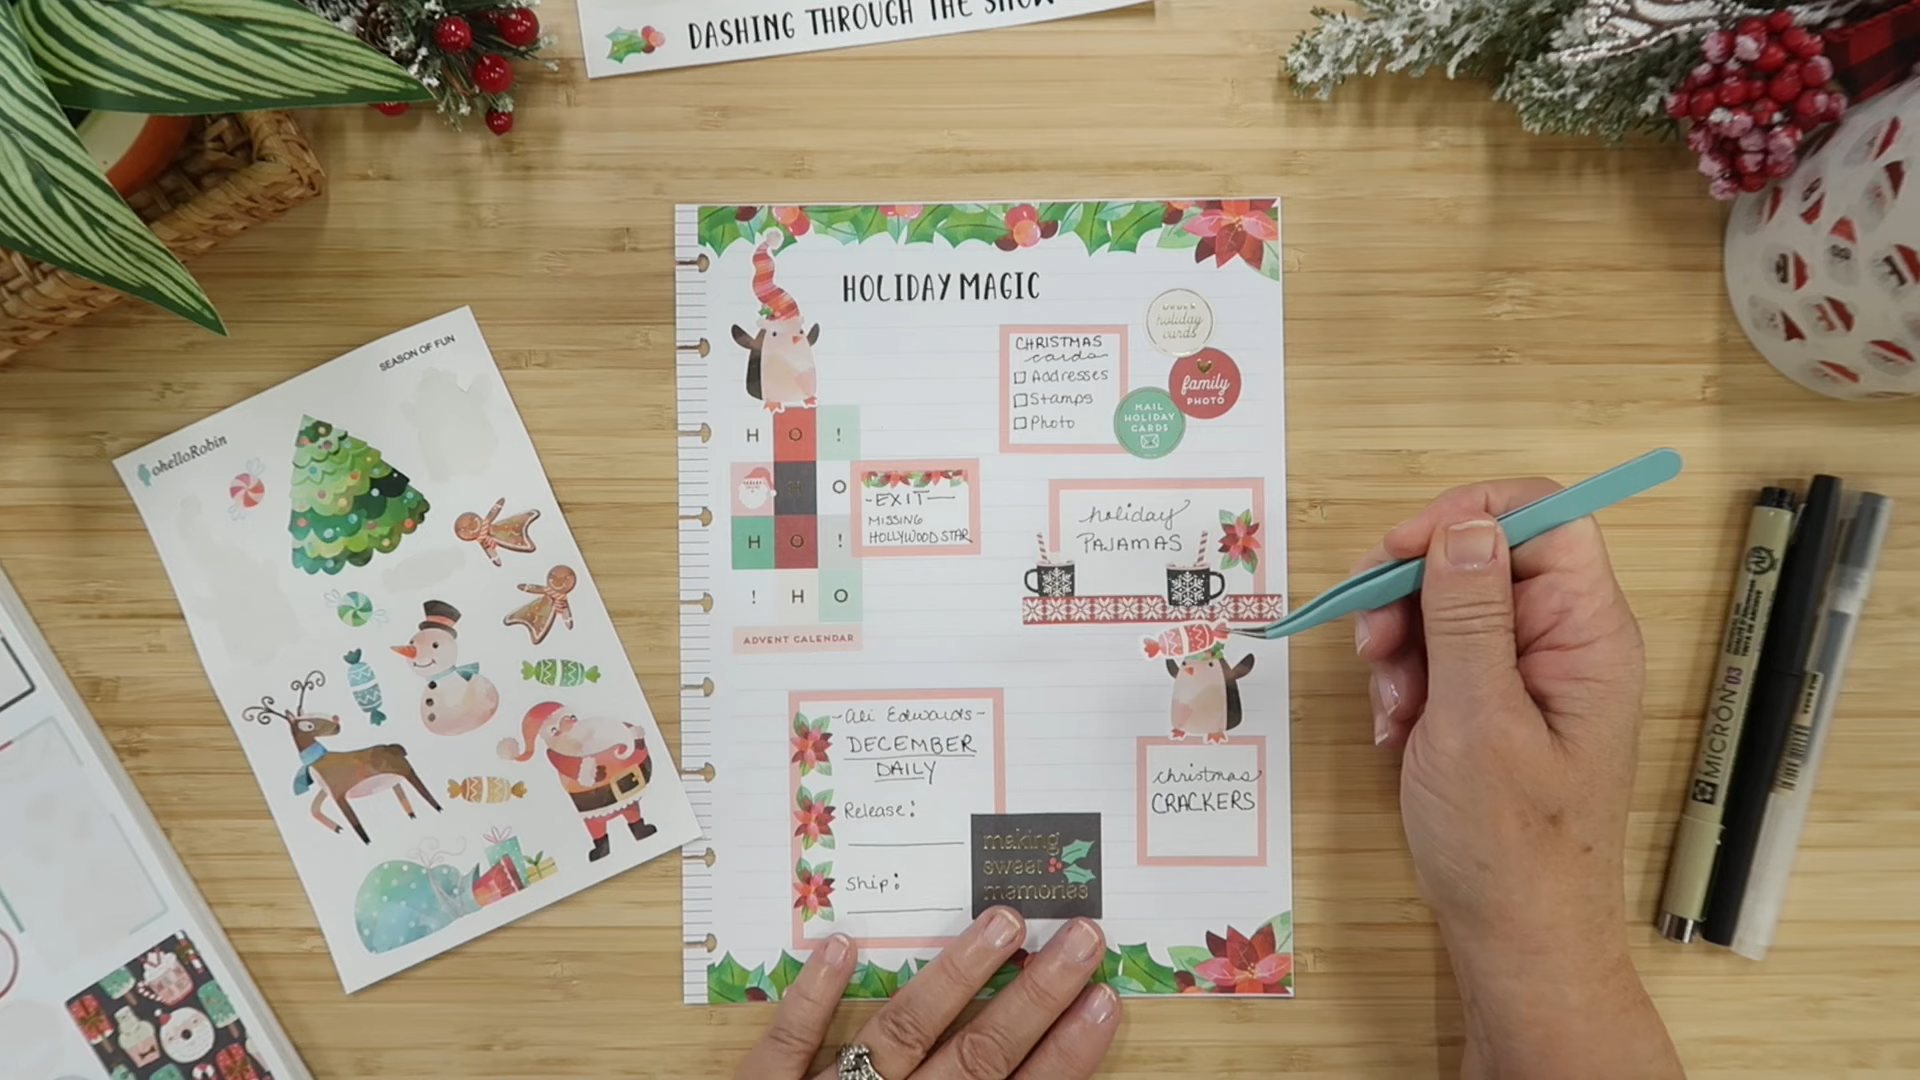 DASHING THROUGH THE SNOW
SEASON OF FUN
ohelloRobin
HOLIDAY MAGIC
holiday
cards
family
PHOTO
MAIL
HOLIDAY
CARDS
CHRISTMAS
cards
Addresses
Stamps
Photo
H O !
H O
H O !
! H O
ADVENT CALENDAR
-EXIT-
MISSING
HOLLYWOOD STAR
holiday
PAJAMAS
-Ali Edwards-
DECEMBER
DAILY
Release:
Ship:
making
sweet
memories
christmas
CRACKERS
MICRON 03